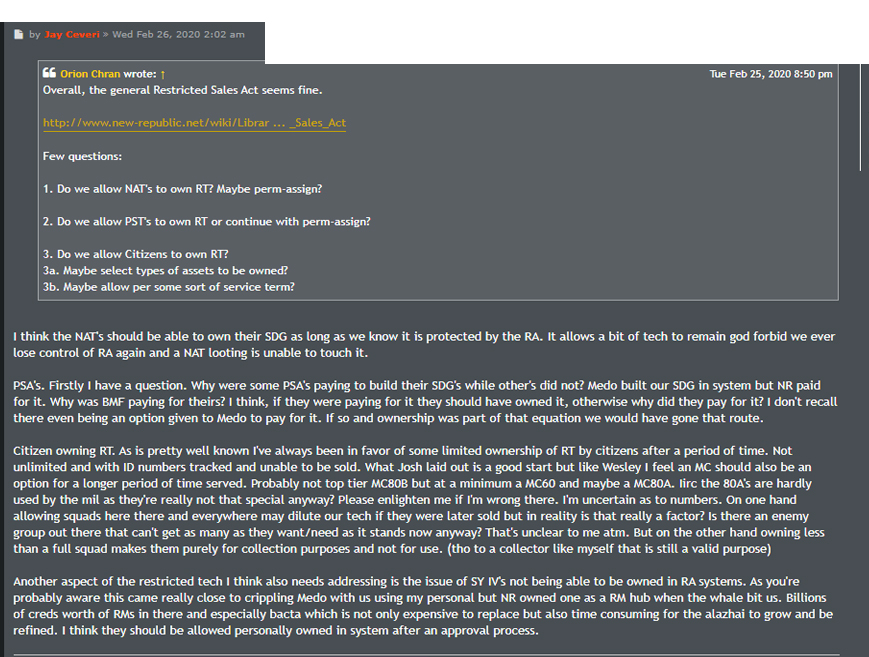 by Jay Ceveri » Wed Feb 26, 2020 2:02 am
Orion Chran wrote: ↑ Tue Feb 25, 2020 8:50 pm
Overall, the general Restricted Sales Act seems fine.
http://www.new-republic.net/wiki/Librar ... _Sales_Act
Few questions:
1. Do we allow NAT's to own RT? Maybe perm-assign?
2. Do we allow PST's to own RT or continue with perm-assign?
3. Do we allow Citizens to own RT?
3a. Maybe select types of assets to be owned?
3b. Maybe allow per some sort of service term?
I think the NAT's should be able to own their SDG as long as we know it is protected by the RA. It allows a bit of tech to remain god forbid we ever
lose control of RA again and a NAT looting is unable to touch it.
PSA's. Firstly I have a question. Why were some PSA's paying to build their SDG's while other's did not? Medo built our SDG in system but NR paid
for it. Why was BMF paying for theirs? I think, if they were paying for it they should have owned it, otherwise why did they pay for it? I don't recall
there even being an option given to Medo to pay for it. If so and ownership was part of that equation we would have gone that route.
Citizen owning RT. As is pretty well known I've always been in favor of some limited ownership of RT by citizens after a period of time. Not
unlimited and with ID numbers tracked and unable to be sold. What Josh laid out is a good start but like Wesley I feel an MC should also be an
option for a longer period of time served. Probably not top tier MC80B but at a minimum a MC60 and maybe a MC80A. Iirc the 80A's are hardly
used by the mil as they're really not that special anyway? Please enlighten me if I'm wrong there. I'm uncertain as to numbers. On one hand
allowing squads here there and everywhere may dilute our tech if they were later sold but in reality is that really a factor? Is there an enemy
group out there that can't get as many as they want/need as it stands now anyway? That's unclear to me atm. But on the other hand owning less
than a full squad makes them purely for collection purposes and not for use. (tho to a collector like myself that is still a valid purpose)
Another aspect of the restricted tech I think also needs addressing is the issue of SY IV's not being able to be owned in RA systems. As you're
probably aware this came really close to crippling Medo with us using my personal but NR owned one as a RM hub when the whale bit us. Billions
of creds worth of RMs in there and especially bacta which is not only expensive to replace but also time consuming for the alazhai to grow and be
refined. I think they should be allowed personally owned in system after an approval process.